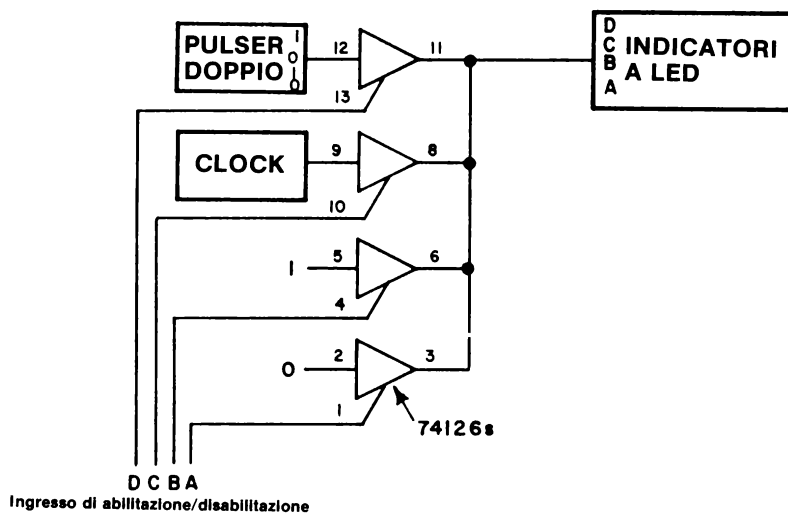 PULSER
DOPPIO
1
0
0
12
11
13
D
C
B
A
INDICATORI
A LED
CLOCK
9
8
10
1
5
6
4
0
2
3
1
74126s
D C B A
Ingresso di abilitazione/disabilitazione